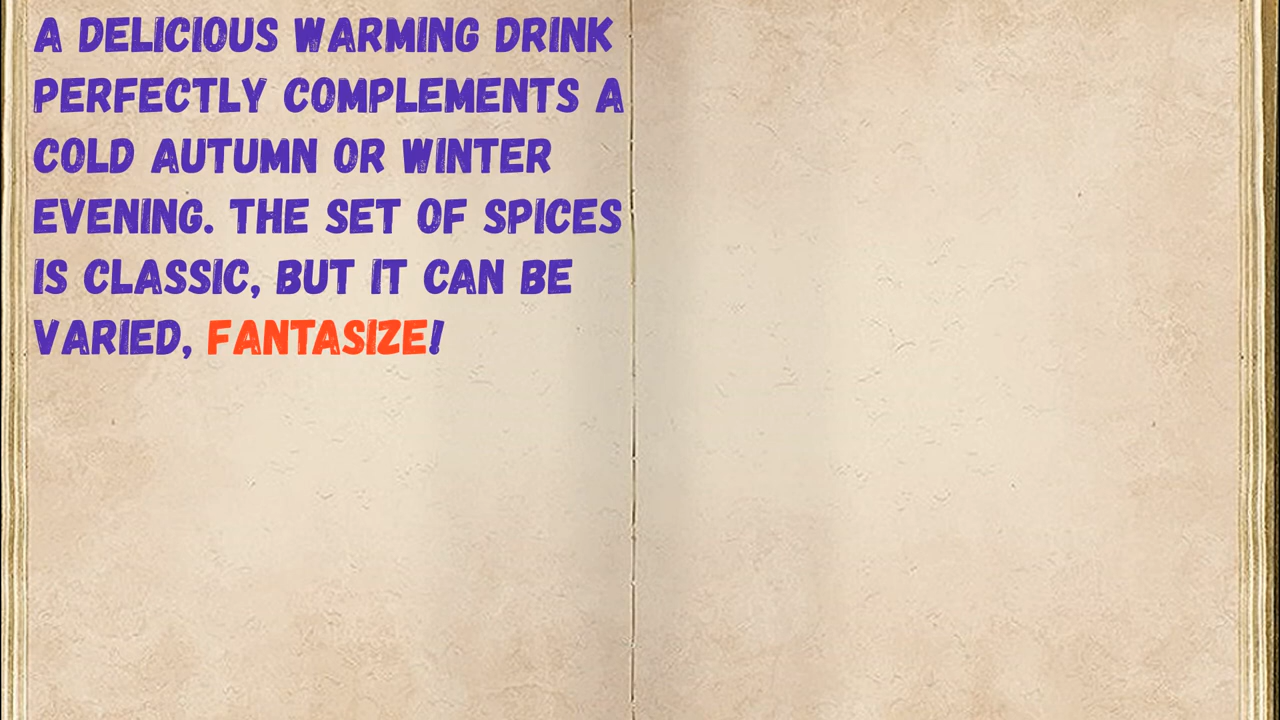 A DELICIOUS WARMING DRINK
PERFECTLY COMPLEMENTS A
COLD AUTUMN OR WINTER
EVENING. THE SET OF SPICES
IS CLASSIC, BUT IT CAN BE
VARIED, FANTASIZE!